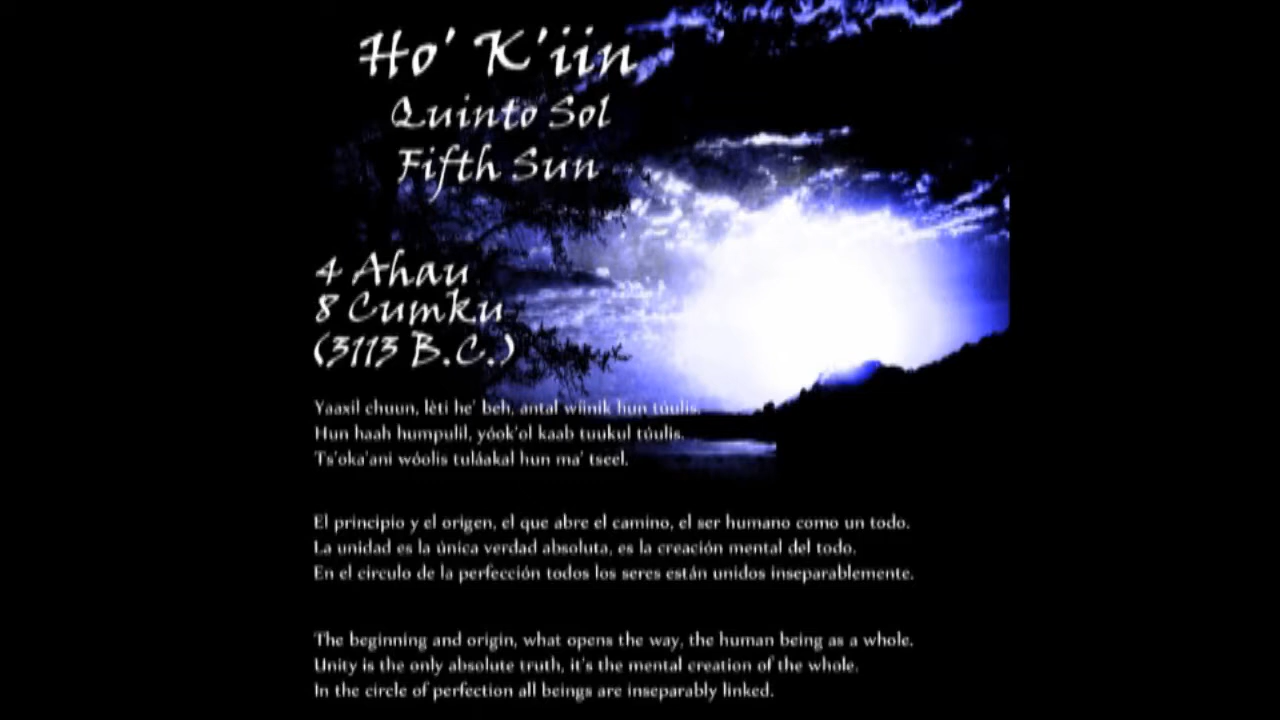 Ho' K'iin
Quinto Sol
Fifth Sun
4 Ahau
8 Cumku
(3113 B.C.)
Yaaxil chuun, lèti he' beh, antal wíinik hun túulis.
Hun haah humpulil, yóok'ol kaab tuukul túulis.
Ts'oka'ani wóolis tuláakal hun ma' tseel.
El principio y el origen, el que abre el camino, el ser humano como un todo.
La unidad es la única verdad absoluta, es la creación mental del todo.
En el circulo de la perfección todos los seres están unidos inseparablemente.
The beginning and origin, what opens the way, the human being as a whole.
Unity is the only absolute truth, it's the mental creation of the whole.
In the circle of perfection all beings are inseparably linked.